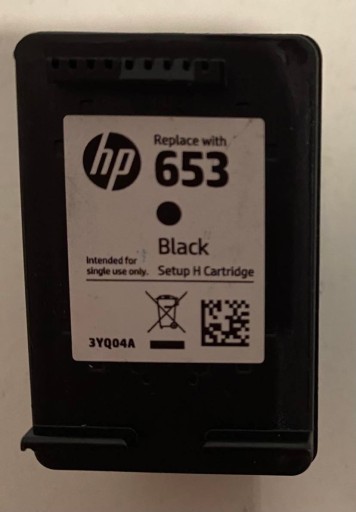 hp
Replace with
653
Black
Intended for
single use only.
Setup H Cartridge
3YQ04A